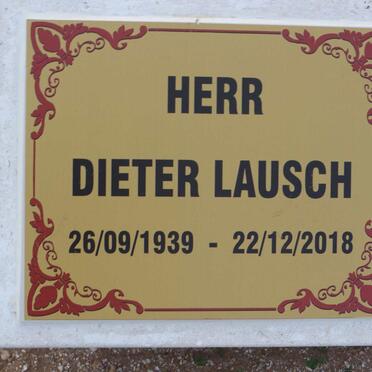 HERR
DIETER LAUSCH
26/09/1939 - 22/12/2018